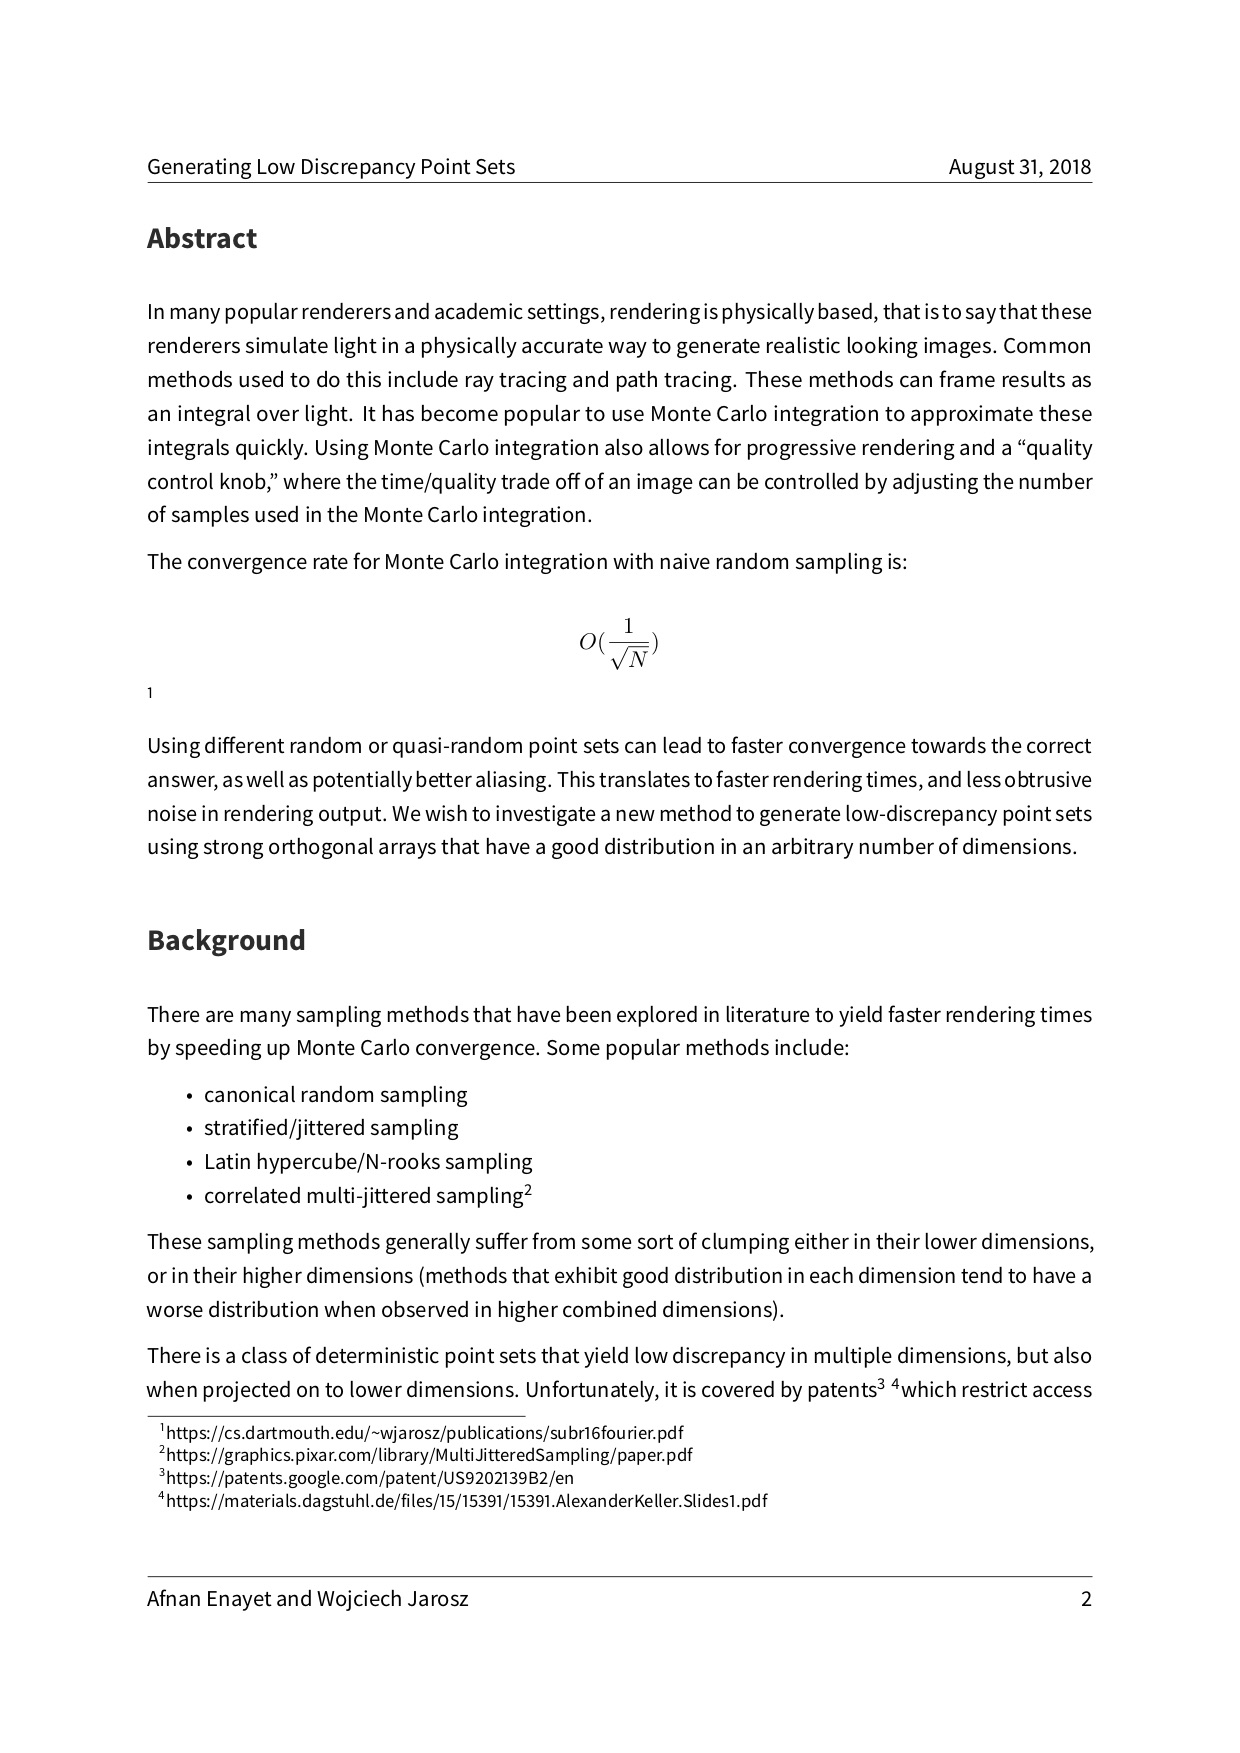 Generating Low Discrepancy Point Sets August 31, 2018
Abstract
In many popular renderers and academic settings, rendering is physically based, that is to say that these
renderers simulate light in a physically accurate way to generate realistic looking images. Common
methods used to do this include ray tracing and path tracing. These methods can frame results as
an integral over light. It has become popular to use Monte Carlo integration to approximate these
integrals quickly. Using Monte Carlo integration also allows for progressive rendering and a “quality
control knob,” where the time/quality trade off of an image can be controlled by adjusting the number
of samples used in the Monte Carlo integration.
The convergence rate for Monte Carlo integration with naive random sampling is:
O(1/√N)
1
Using different random or quasi-random point sets can lead to faster convergence towards the correct
answer, as well as potentially better aliasing. This translates to faster rendering times, and less obtrusive
noise in rendering output. We wish to investigate a new method to generate low-discrepancy point sets
using strong orthogonal arrays that have a good distribution in an arbitrary number of dimensions.
Background
There are many sampling methods that have been explored in literature to yield faster rendering times
by speeding up Monte Carlo convergence. Some popular methods include:
• canonical random sampling
• stratified/jittered sampling
• Latin hypercube/N-rooks sampling
• correlated multi-jittered sampling2
These sampling methods generally suffer from some sort of clumping either in their lower dimensions,
or in their higher dimensions (methods that exhibit good distribution in each dimension tend to have a
worse distribution when observed in higher combined dimensions).
There is a class of deterministic point sets that yield low discrepancy in multiple dimensions, but also
when projected on to lower dimensions. Unfortunately, it is covered by patents3 4which restrict access
1https://cs.dartmouth.edu/~wjarosz/publications/subr16fourier.pdf
2https://graphics.pixar.com/library/MultiJitteredSampling/paper.pdf
3https://patents.google.com/patent/US9202139B2/en
4https://materials.dagstuhl.de/files/15/15391/15391.AlexanderKeller.Slides1.pdf
Afnan Enayet and Wojciech Jarosz 2